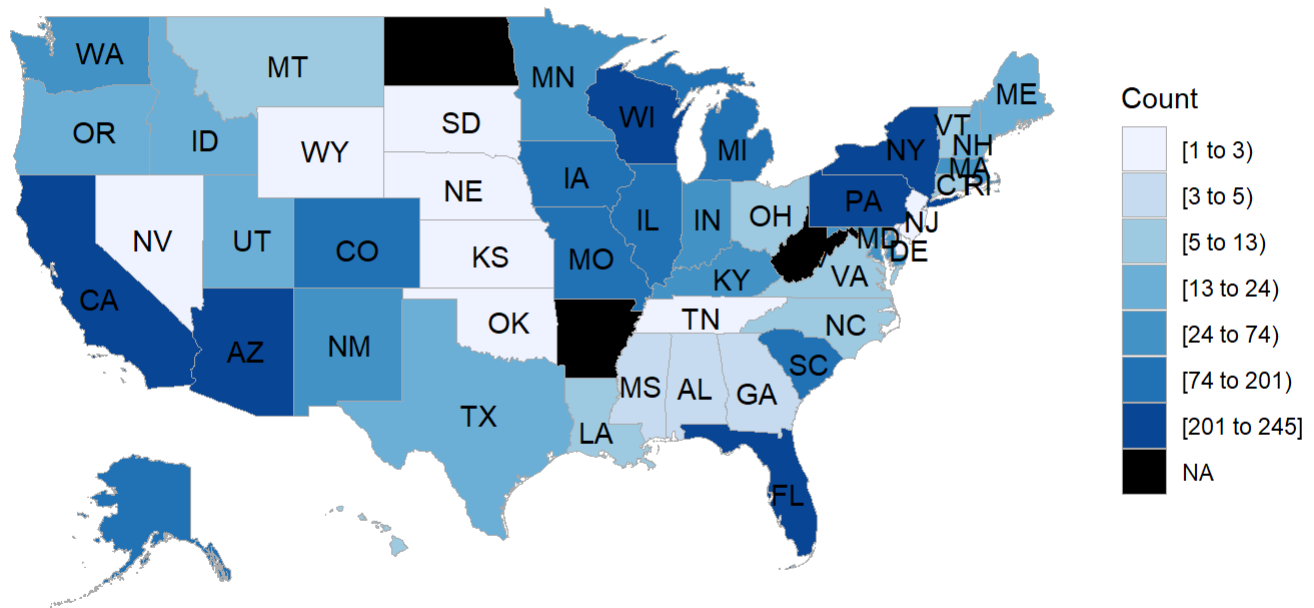 WA
MT
MN
ME
OR
ID
SD
WI
VT
NH
WY
MI
NY
MA
NE
IA
CT
RI
NV
UT
CO
IL
IN
OH
PA
NJ
KS
MO
MD
DE
KY
VA
CA
OK
TN
NC
AZ
NM
SC
MS
AL
GA
TX
LA
FL
Count
[1 to 3)
[3 to 5)
[5 to 13)
[13 to 24)
[24 to 74)
[74 to 201)
[201 to 245]
NA